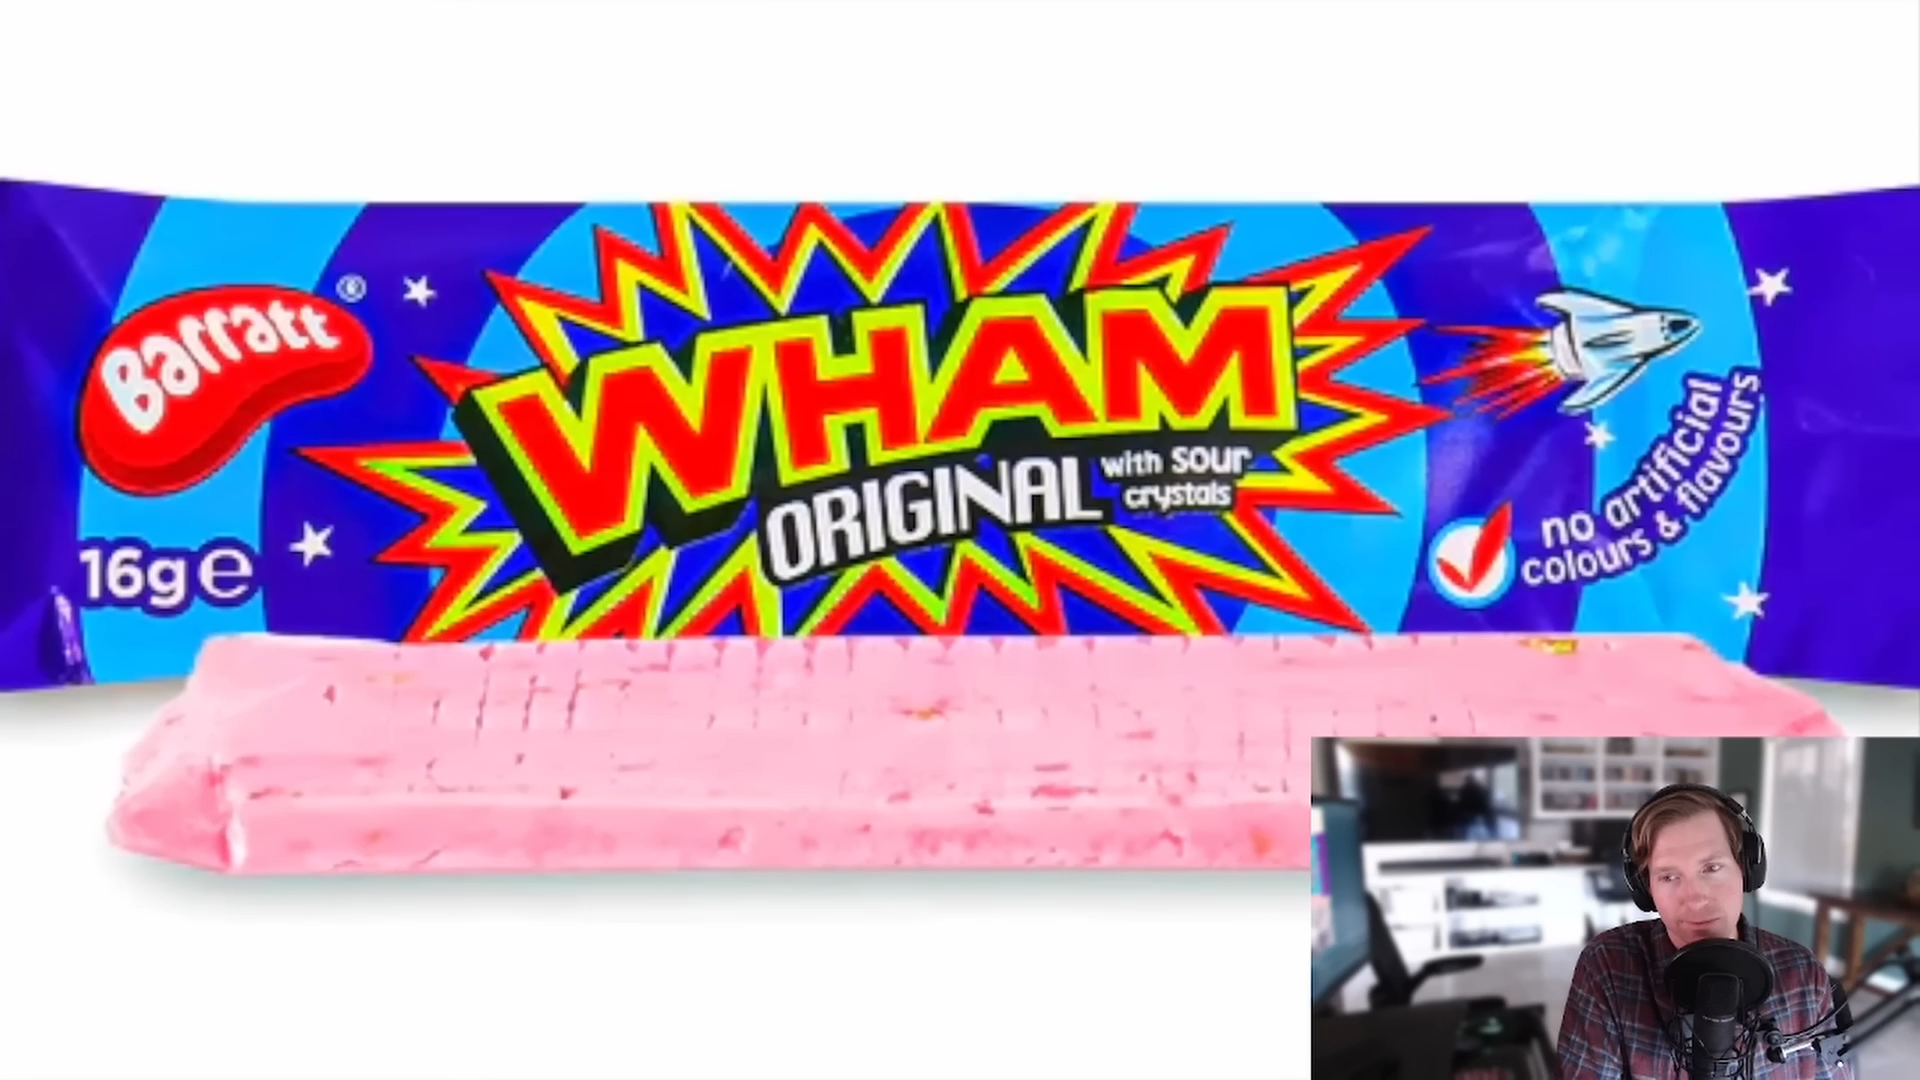 Barratt®
WHAM
ORIGINAL
with sour
crystals
16g℮
no artificial
colours & flavours